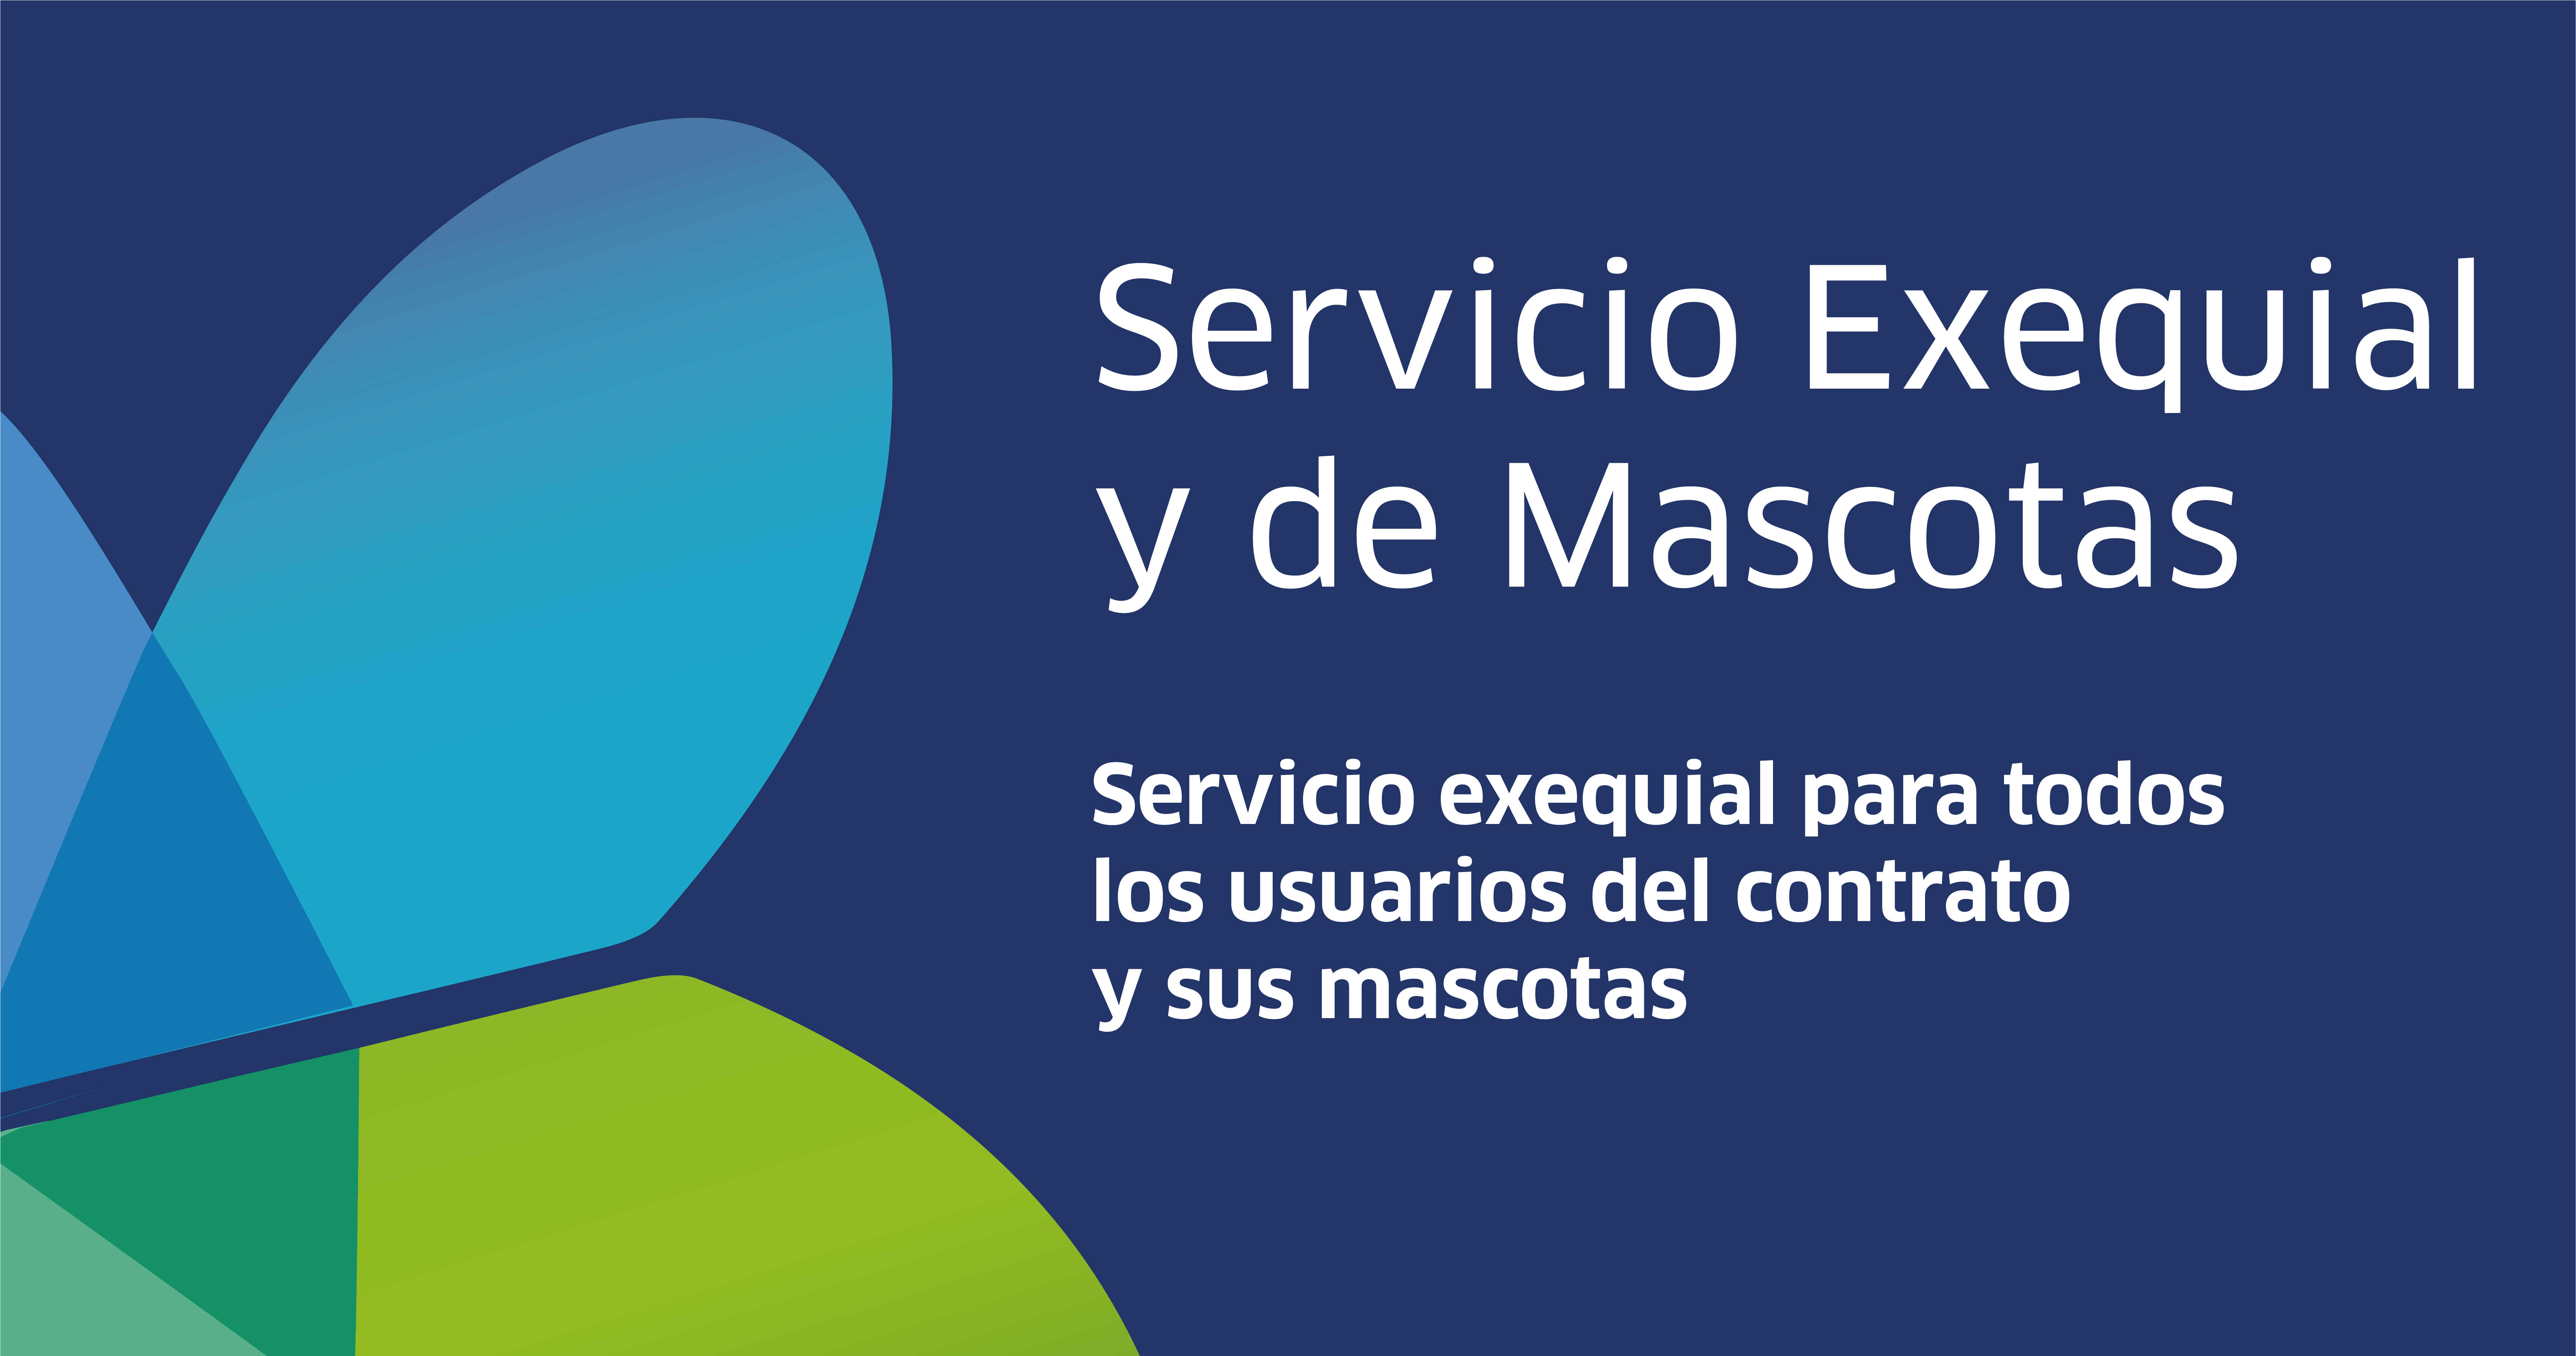 Servicio Exequial
y de Mascotas
Servicio exequial para todos
los usuarios del contrato
y sus mascotas